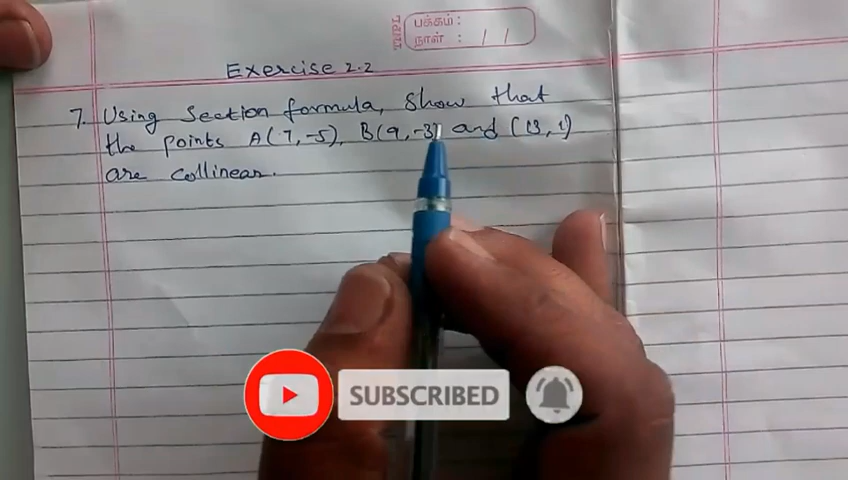 THPL
பக்கம்:
நாள் : / /
Exercise 2.2
7. Using Section formula, Show that
the points A(7,-5), B(9,-3) and (13, 1)
are collinear.
SUBSCRIBED